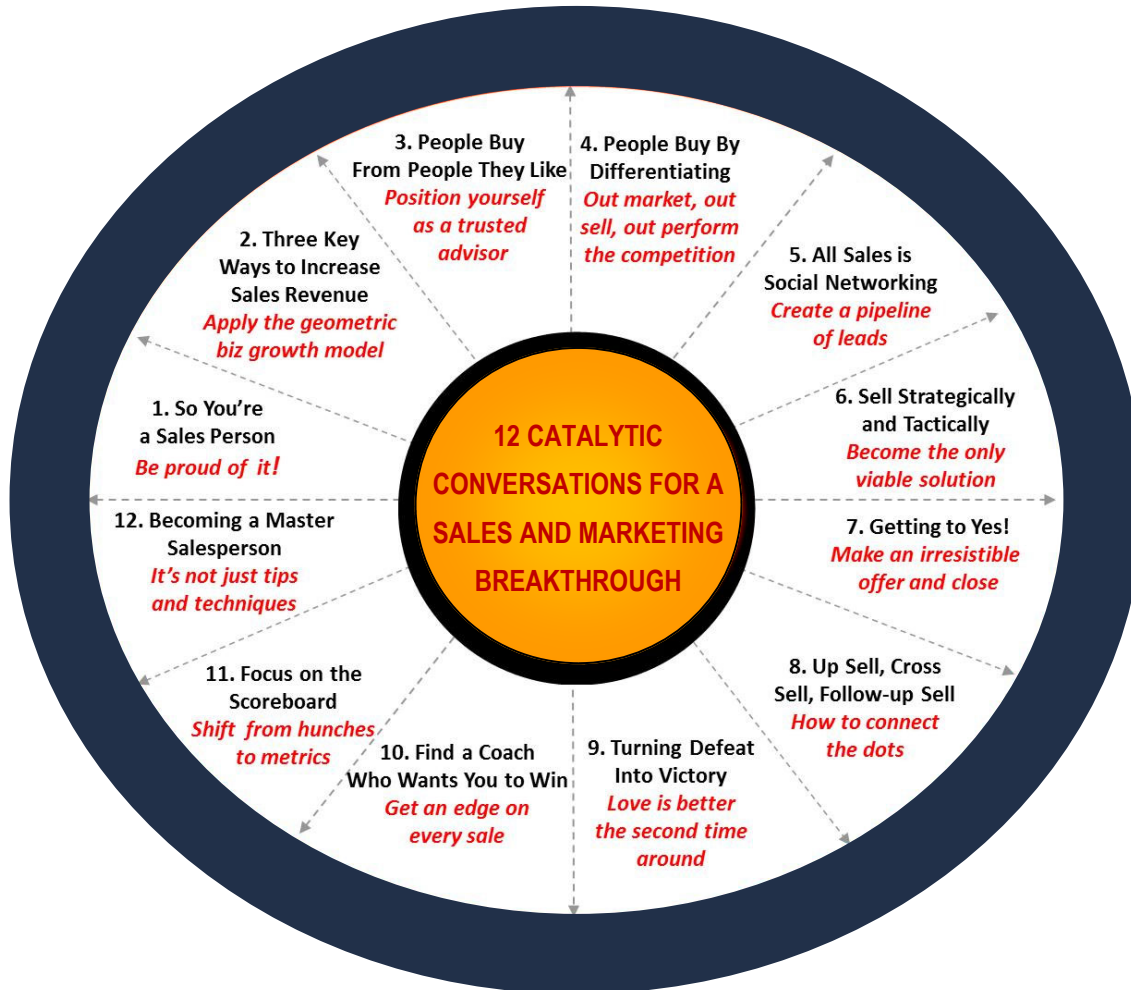 12 CATALYTIC
CONVERSATIONS FOR A
SALES AND MARKETING
BREAKTHROUGH
1. So You're
a Sales Person
Be proud of it!
2. Three Key
Ways to Increase
Sales Revenue
Apply the geometric
biz growth model
3. People Buy
From People They Like
Position yourself
as a trusted
advisor
4. People Buy By
Differentiating
Out market, out
sell, out perform
the competition
5. All Sales is
Social Networking
Create a pipeline
of leads
6. Sell Strategically
and Tactically
Become the only
viable solution
7. Getting to Yes!
Make an irresistible
offer and close
8. Up Sell, Cross
Sell, Follow-up Sell
How to connect
the dots
9. Turning Defeat
Into Victory
Love is better
the second time
around
10. Find a Coach
Who Wants You to Win
Get an edge on
every sale
11. Focus on the
Scoreboard
Shift from hunches
to metrics
12. Becoming a Master
Salesperson
It's not just tips
and techniques